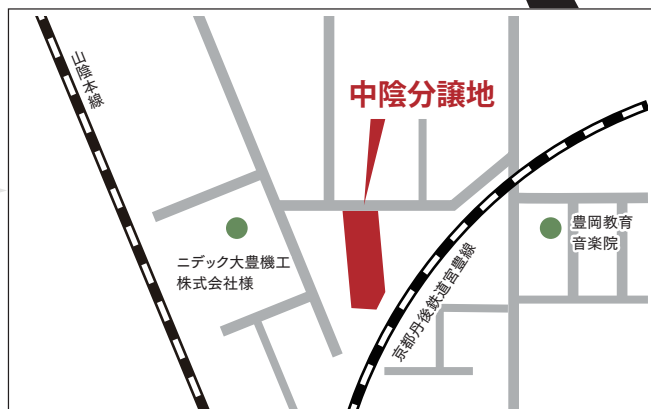 山陰本線
中陰分譲地
豊岡教育
音楽院
ニデック大豊機工
株式会社様
京都丹後鉄道宮豊線